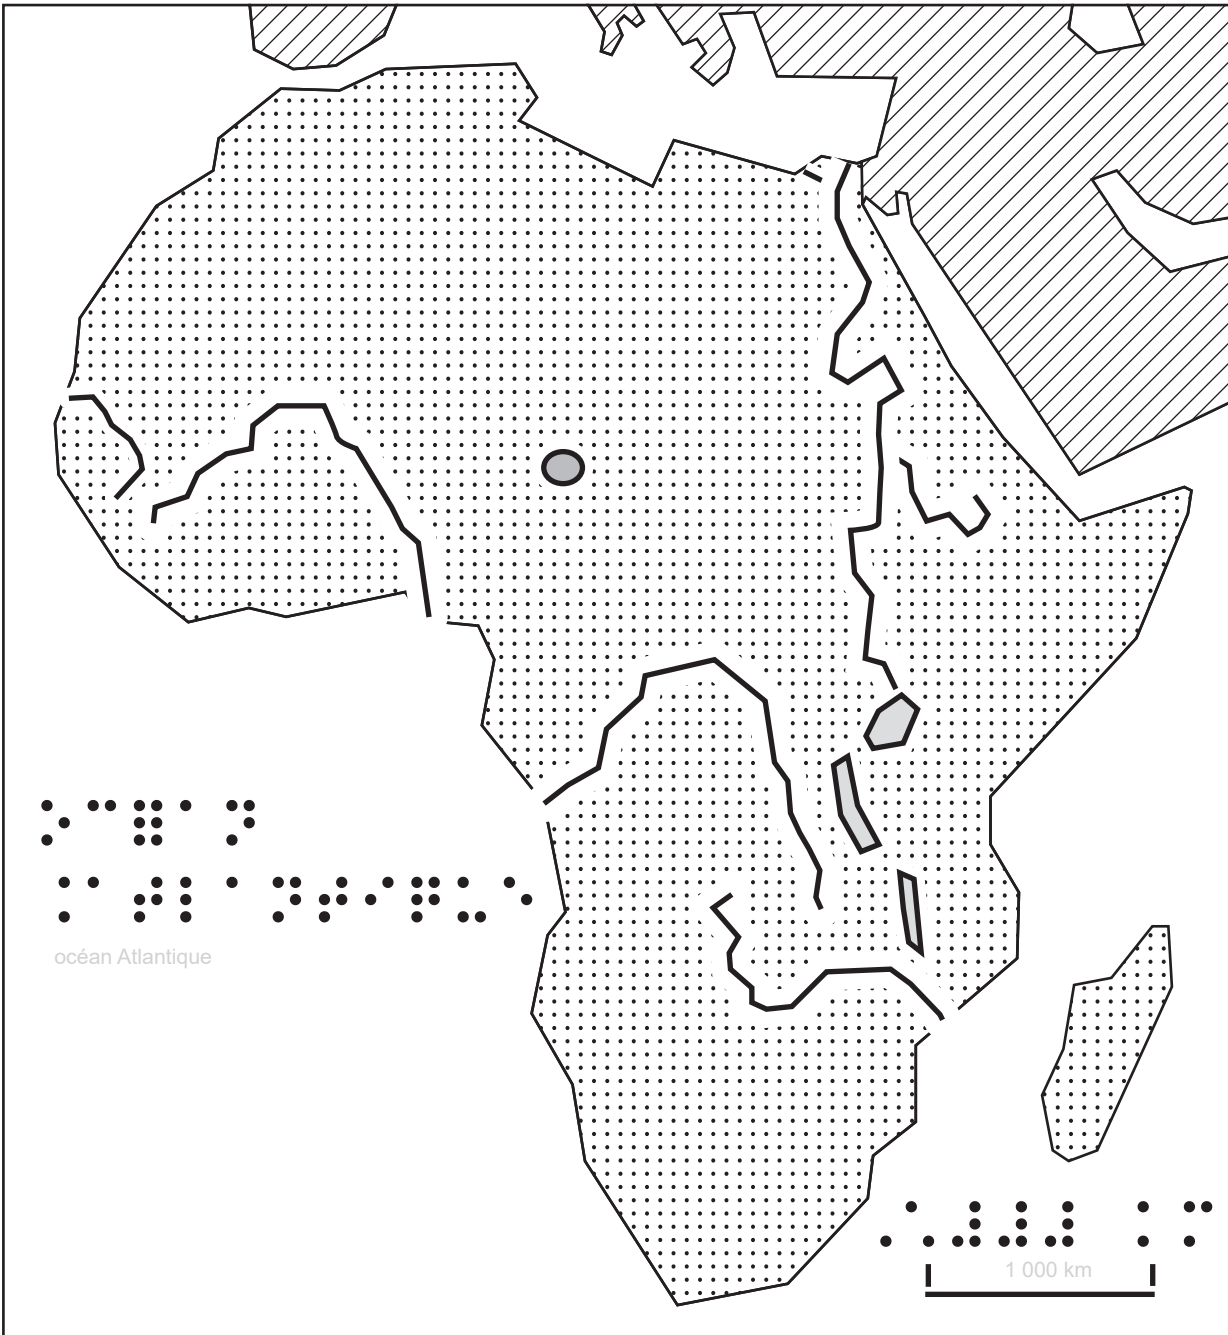 ⠕⠉⠿⠁⠝
⠨⠁⠞⠇⠁⠝⠞⠊⠟⠥⠑
océan Atlantique
⠠⠡⠼⠼⠼ ⠅⠍
1 000 km